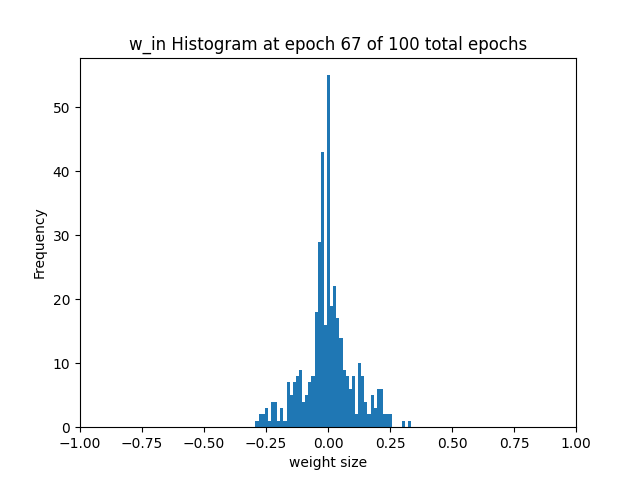 w_in Histogram at epoch 67 of 100 total epochs
Frequency
50
40
30
20
10
0
−1.00 −0.75 −0.50 −0.25 0.00 0.25 0.50 0.75 1.00
weight size